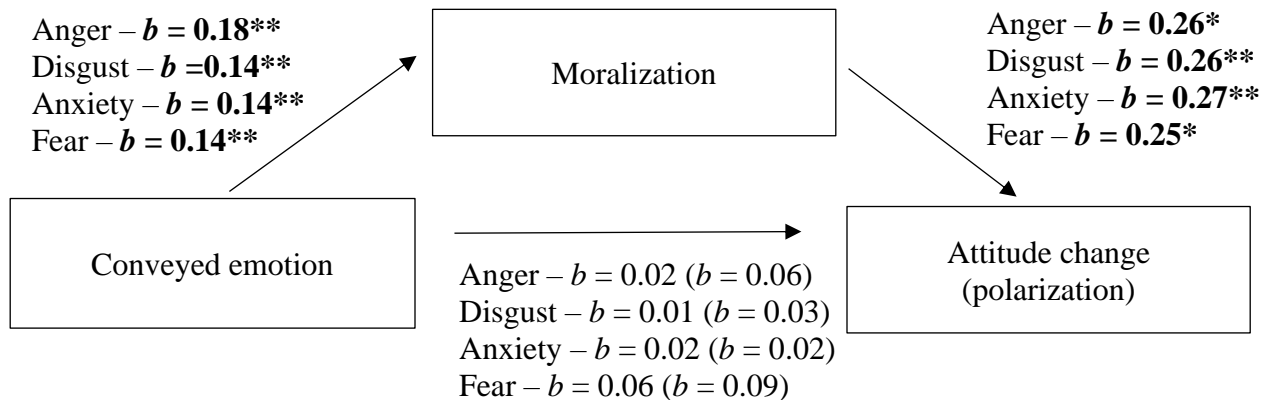 Anger – b = 0.18**
Disgust – b =0.14**
Anxiety – b = 0.14**
Fear – b = 0.14**
Moralization
Anger – b = 0.26*
Disgust – b = 0.26**
Anxiety – b = 0.27**
Fear – b = 0.25*
Conveyed emotion
Anger – b = 0.02 (b = 0.06)
Disgust – b = 0.01 (b = 0.03)
Anxiety – b = 0.02 (b = 0.02)
Fear – b = 0.06 (b = 0.09)
Attitude change
(polarization)